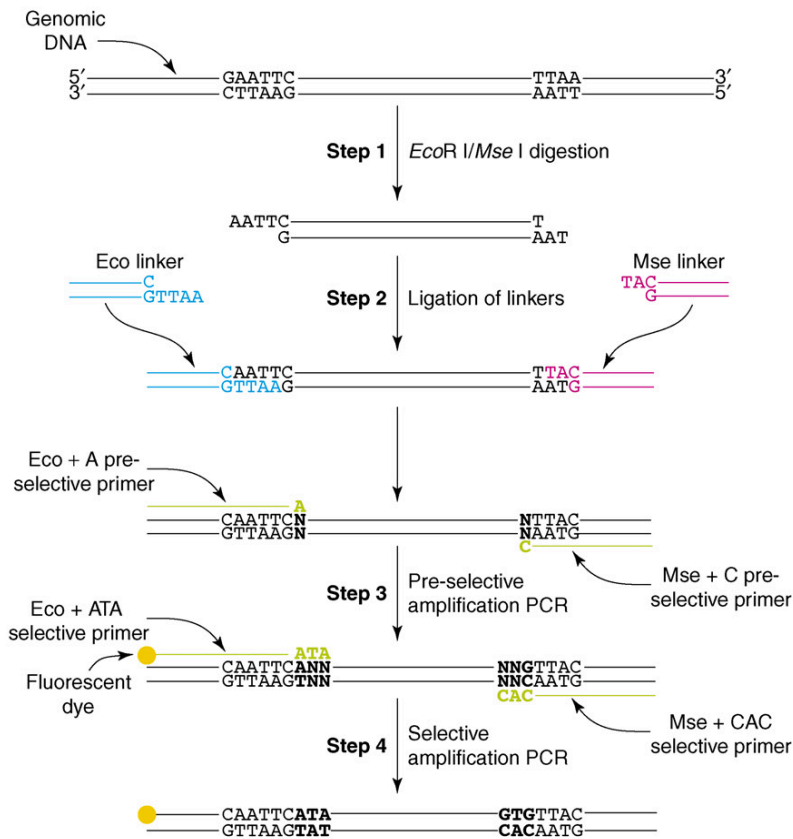 Genomic
DNA
5′ GAATTC TTAA 3′
3′ CTTAAG AATT 5′
Step 1 EcoR I/Mse I digestion
AATTC T
G AAT
Eco linker
C
GTTAA
Mse linker
TAC
G
Step 2 Ligation of linkers
CAATTC TTAC
GTTAAG AATG
Eco + A pre-
selective primer
A
CAATTCN NTTAC
GTTAAGN NAATG
C
Mse + C pre-
selective primer
Step 3 Pre-selective
amplification PCR
Eco + ATA
selective primer
Fluorescent
dye
ATA
CAATTCANN NNGTTAC
GTTAAGTNN NNCAATG
CAC
Mse + CAC
selective primer
Step 4 Selective
amplification PCR
CAATTCATA GTGTTAC
GTTAAGTAT CACAATG